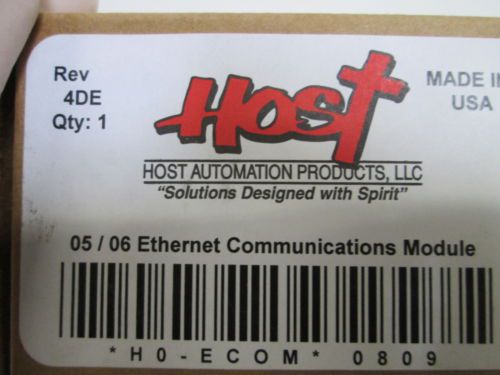 Rev
4DE
Qty: 1
Host
MADE IN
USA
HOST AUTOMATION PRODUCTS, LLC
"Solutions Designed with Spirit"
05 / 06 Ethernet Communications Module
*H0-ECOM* 0809